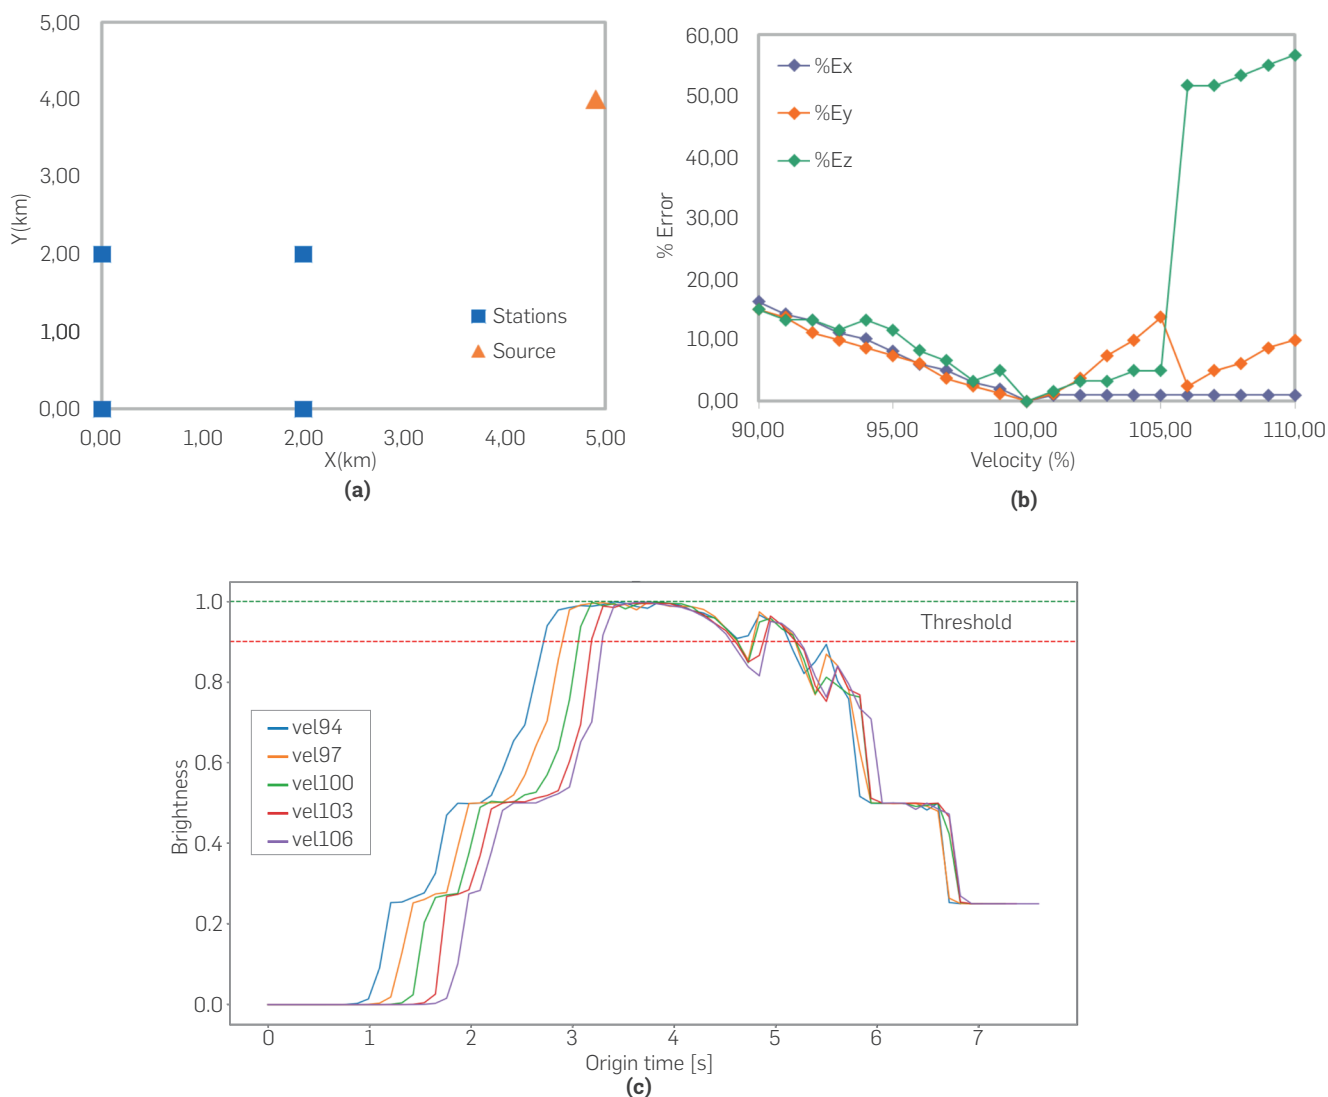 5,00
4,00
3,00
2,00
1,00
0,00
Y(km)
Stations
Source
0,00 1,00 2,00 3,00 4,00 5,00
X(km)
(a)
60,00
50,00
40,00
30,00
20,00
10,00
0,00
% Error
%Ex
%Ey
%Ez
90,00 95,00 100,00 105,00 110,00
Velocity (%)
(b)
1.0
0.8
0.6
0.4
0.2
0.0
Brightness
Threshold
vel94
vel97
vel100
vel103
vel106
0 1 2 3 4 5 6 7
Origin time [s]
(c)